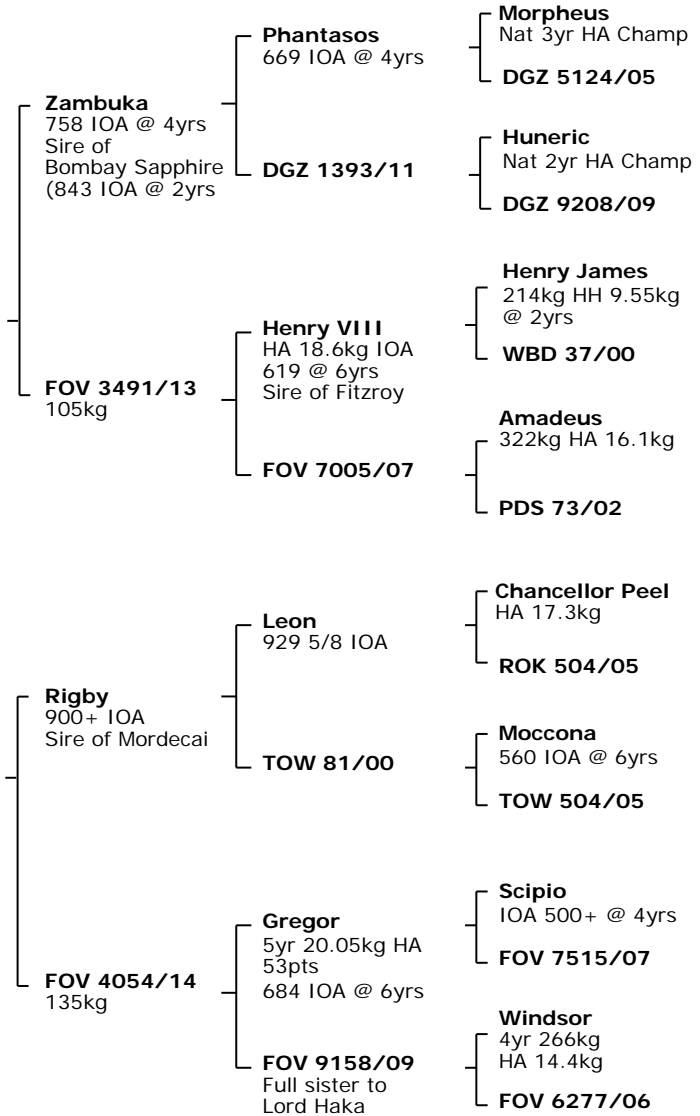 Zambuka
758 IOA @ 4yrs
Sire of
Bombay Sapphire
(843 IOA @ 2yrs
FOV 3491/13
105kg
Phantasos
669 IOA @ 4yrs
DGZ 1393/11
Henry VIII
HA 18.6kg IOA
619 @ 6yrs
Sire of Fitzroy
FOV 7005/07
Morpheus
Nat 3yr HA Champ
DGZ 5124/05
Huneric
Nat 2yr HA Champ
DGZ 9208/09
Henry James
214kg HH 9.55kg
@ 2yrs
WBD 37/00
Amadeus
322kg HA 16.1kg
PDS 73/02
Rigby
900+ IOA
Sire of Mordecai
FOV 4054/14
135kg
Leon
929 5/8 IOA
TOW 81/00
Gregor
5yr 20.05kg HA
53pts
684 IOA @ 6yrs
FOV 9158/09
Full sister to
Lord Haka
Chancellor Peel
HA 17.3kg
ROK 504/05
Moccona
560 IOA @ 6yrs
TOW 504/05
Scipio
IOA 500+ @ 4yrs
FOV 7515/07
Windsor
4yr 266kg
HA 14.4kg
FOV 6277/06